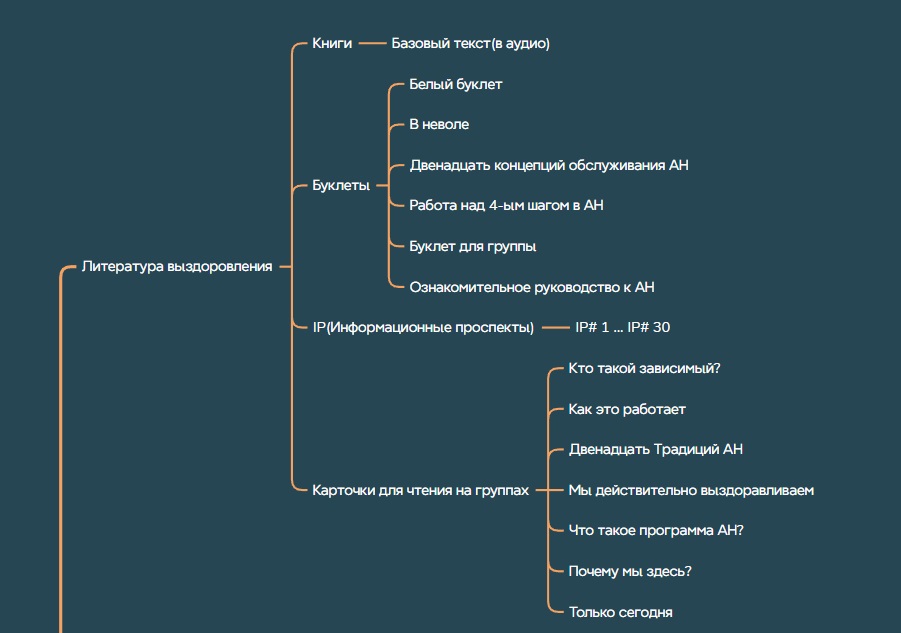 Книги
Базовый текст(в аудио)
Белый буклет
В неволе
Двенадцать концепций обслуживания АН
Буклеты
Работа над 4-ым шагом в АН
Буклет для группы
Литература выздоровления
Ознакомительное руководство к АН
IP(Информационные проспекты)
IP# 1 ... IP# 30
Кто такой зависимый?
Как это работает
Двенадцать Традиций АН
Карточки для чтения на группах
Мы действительно выздоравливаем
Что такое программа АН?
Почему мы здесь?
Только сегодня